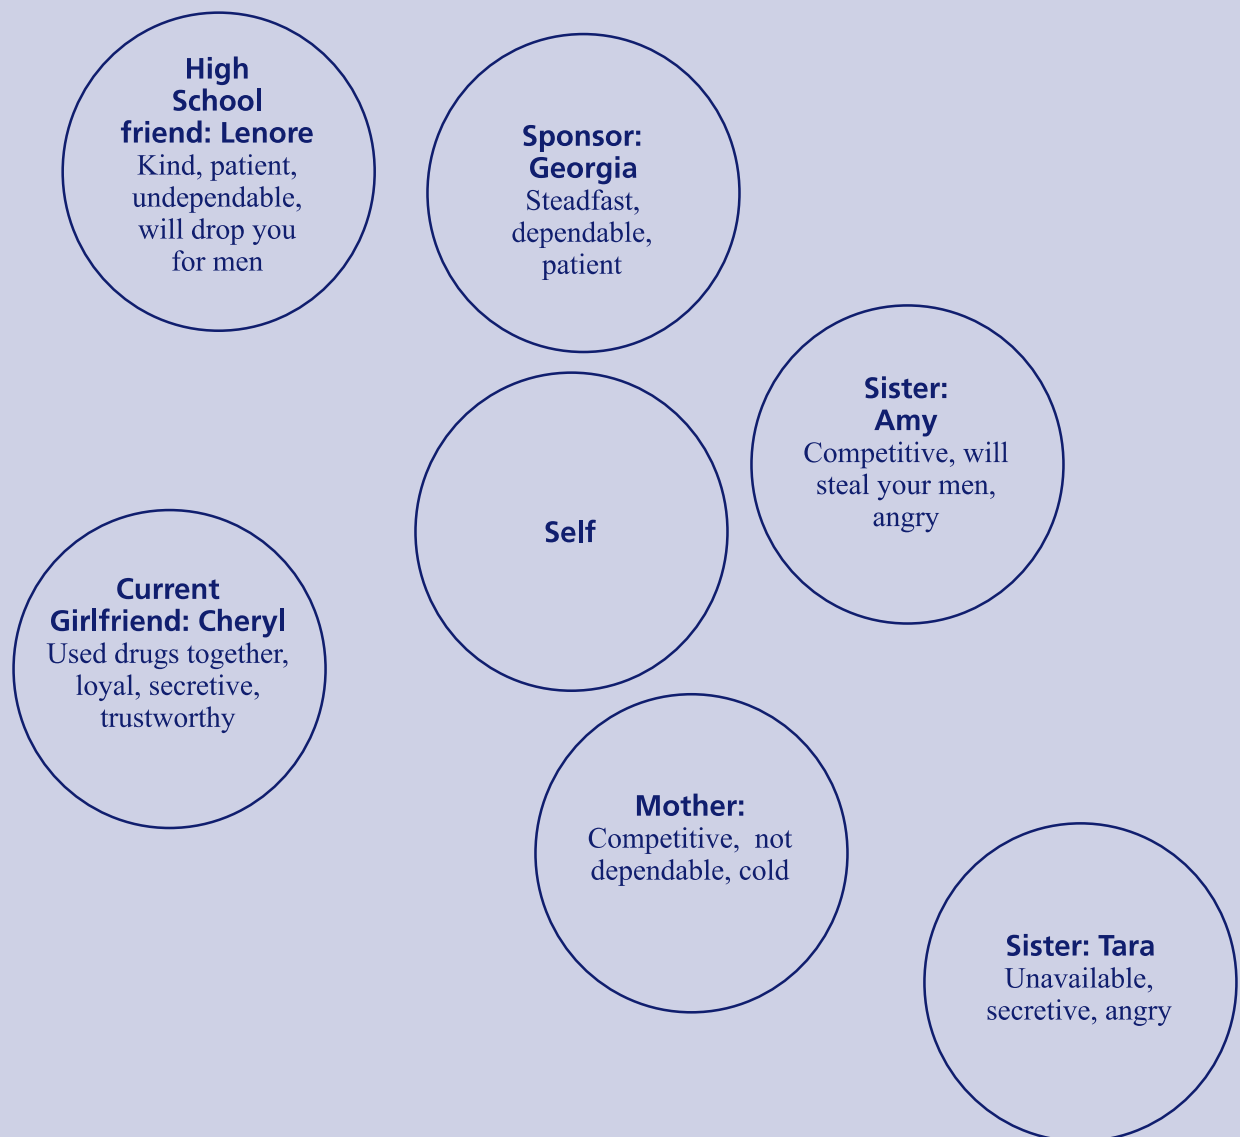 High
School
friend: Lenore
Kind, patient,
undependable,
will drop you
for men
Sponsor:
Georgia
Steadfast,
dependable,
patient
Sister:
Amy
Competitive, will
steal your men,
angry
Self
Current
Girlfriend: Cheryl
Used drugs together,
loyal, secretive,
trustworthy
Mother:
Competitive, not
dependable, cold
Sister: Tara
Unavailable,
secretive, angry